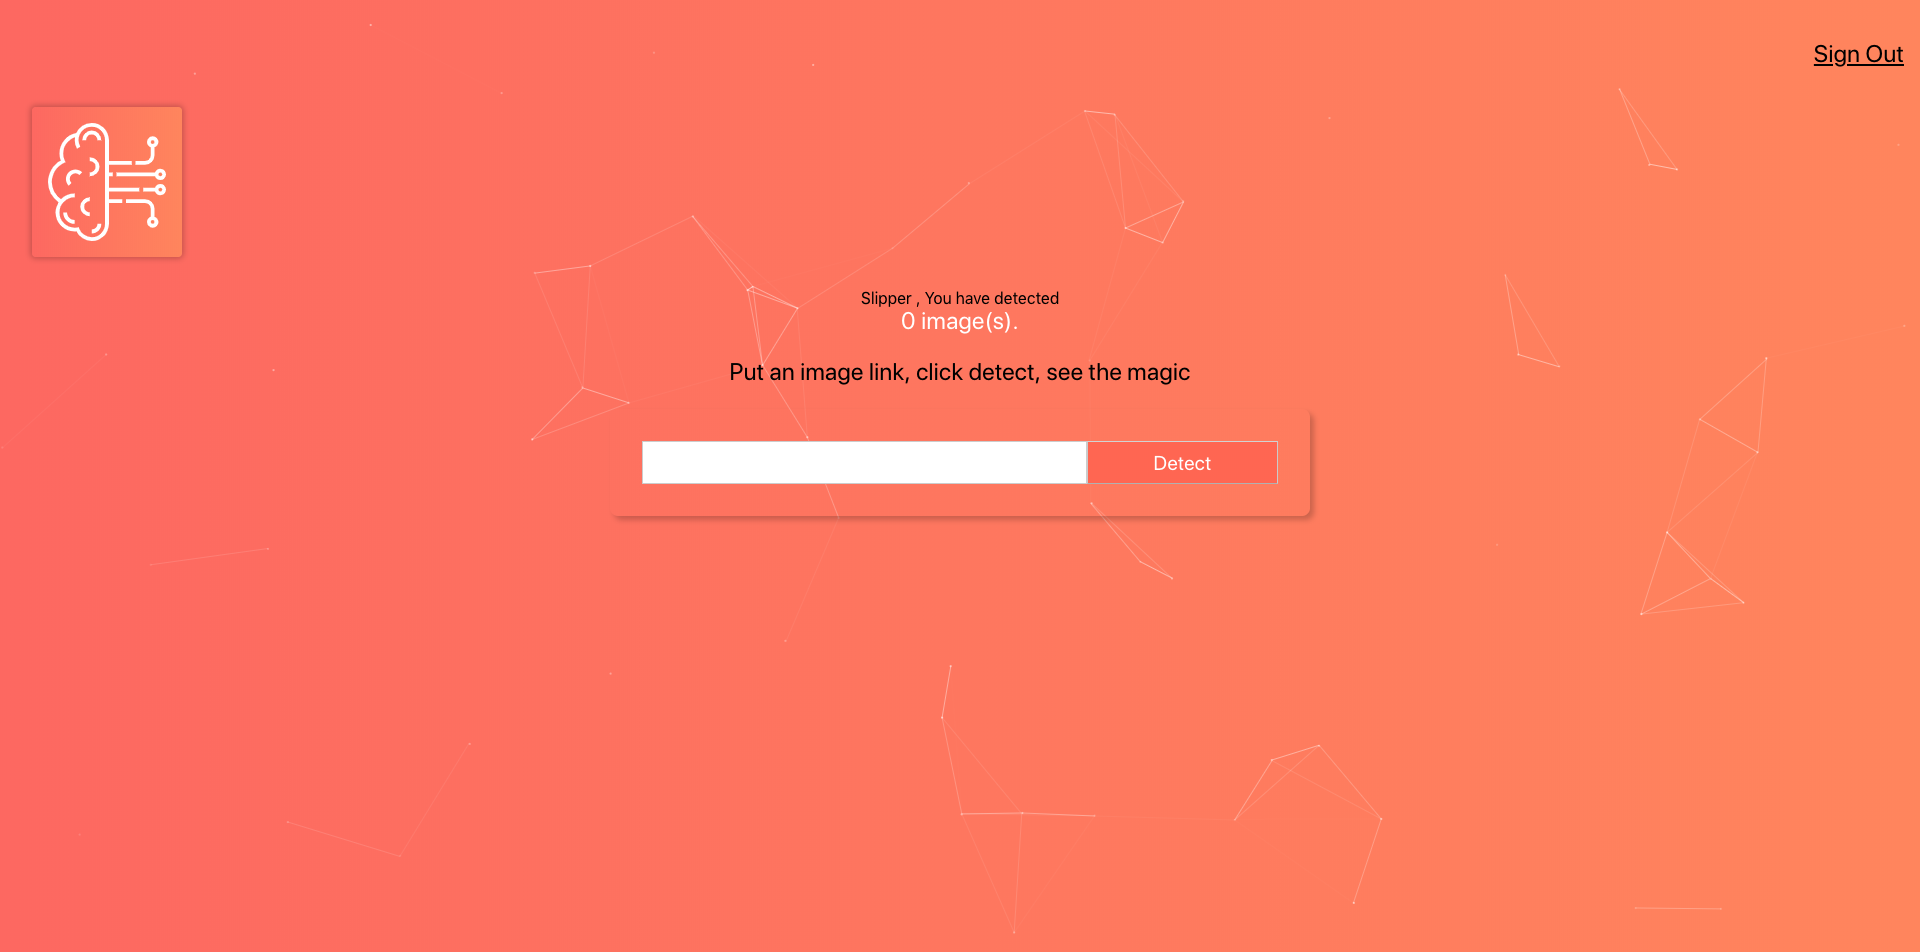 Sign Out
Slipper , You have detected
0 image(s).
Put an image link, click detect, see the magic
Detect